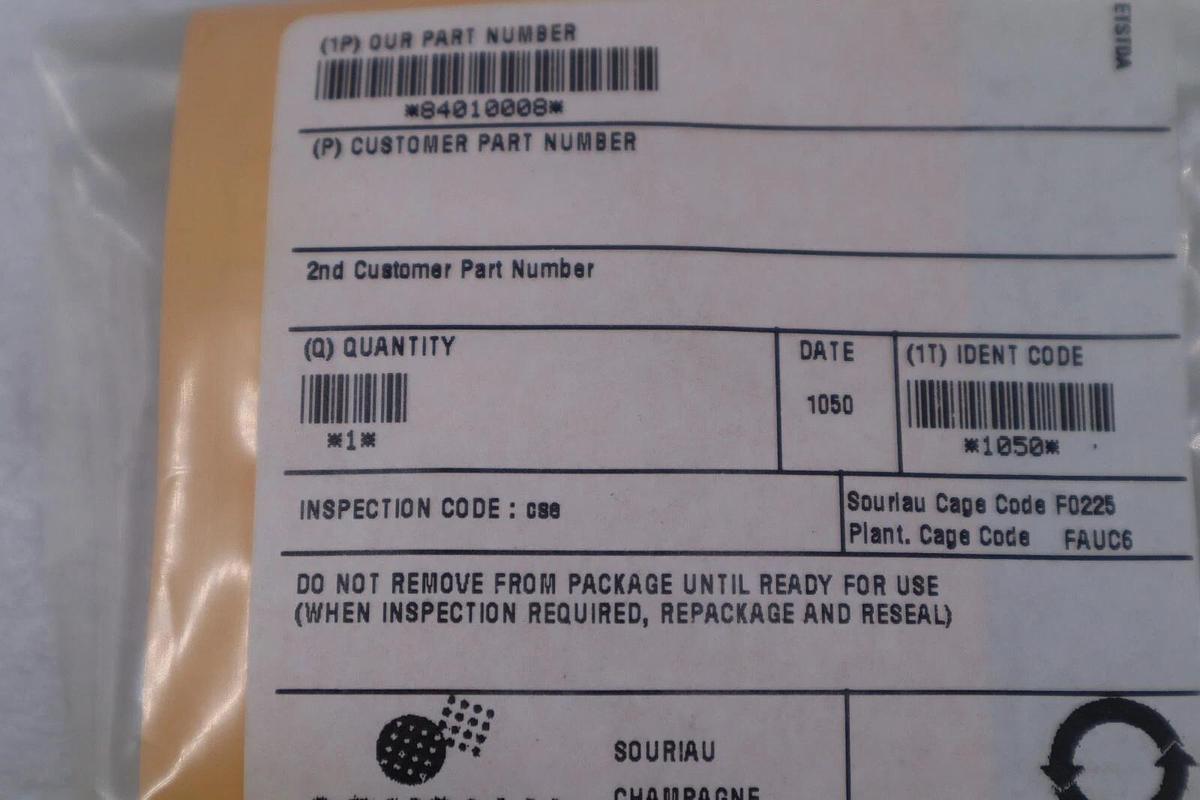 (1P) OUR PART NUMBER
*84010008*
(P) CUSTOMER PART NUMBER
2nd Customer Part Number
(Q) QUANTITY
*1*
DATE
1050
(1T) IDENT CODE
*1050*
INSPECTION CODE : cse
Souriau Cage Code F0225
Plant. Cage Code FAUC6
DO NOT REMOVE FROM PACKAGE UNTIL READY FOR USE
(WHEN INSPECTION REQUIRED, REPACKAGE AND RESEAL)
SOURIAU
CHAMPAGNE